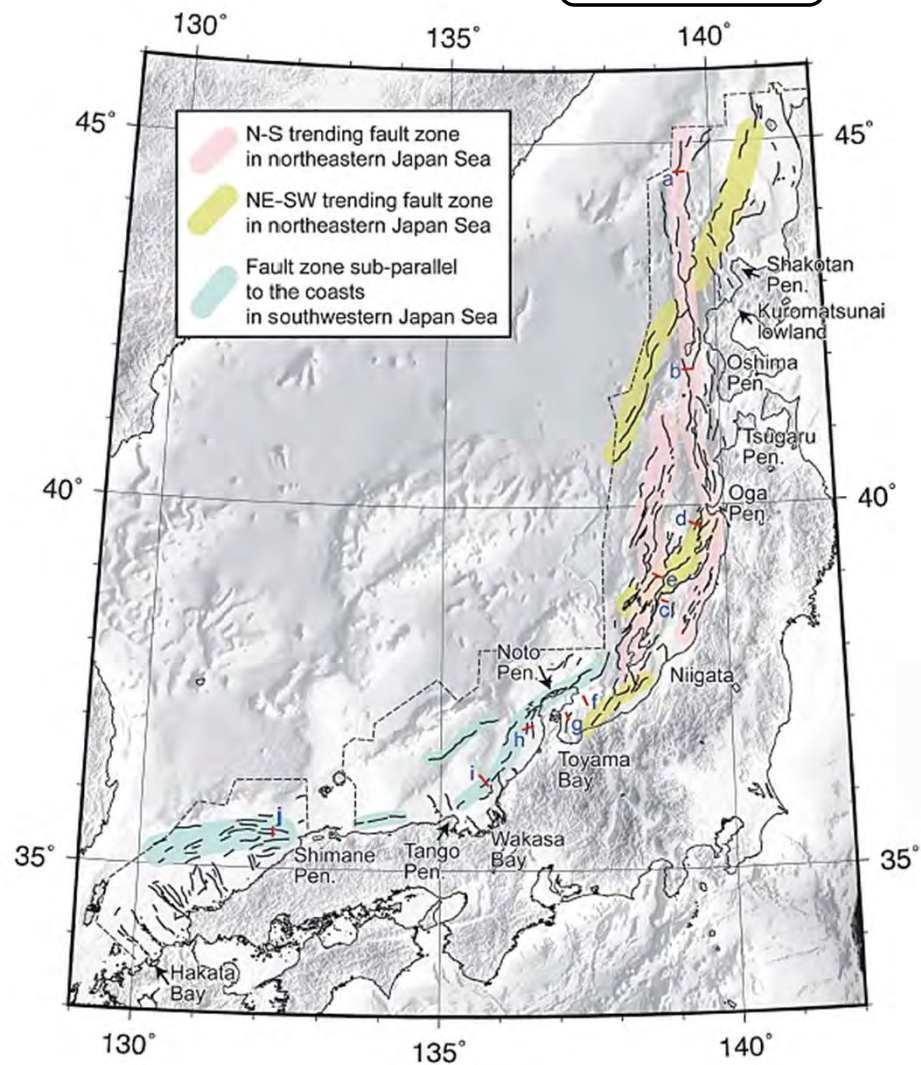 130°
135°
140°
45°
45°
N-S trending fault zone
in northeastern Japan Sea
NE-SW trending fault zone
in northeastern Japan Sea
Fault zone sub-parallel
to the coasts
in southwestern Japan Sea
a
Shakotan
Pen.
Kuromatsunai
lowland
b
Oshima
Pen.
Tsugaru
Pen.
40°
40°
Oga
Pen.
d
e
c
Noto
Pen.
Niigata
f
g
h
Toyama
Bay
i
j
35°
35°
Shimane
Pen.
Tango
Pen.
Wakasa
Bay
Hakata
Bay
130°
135°
140°